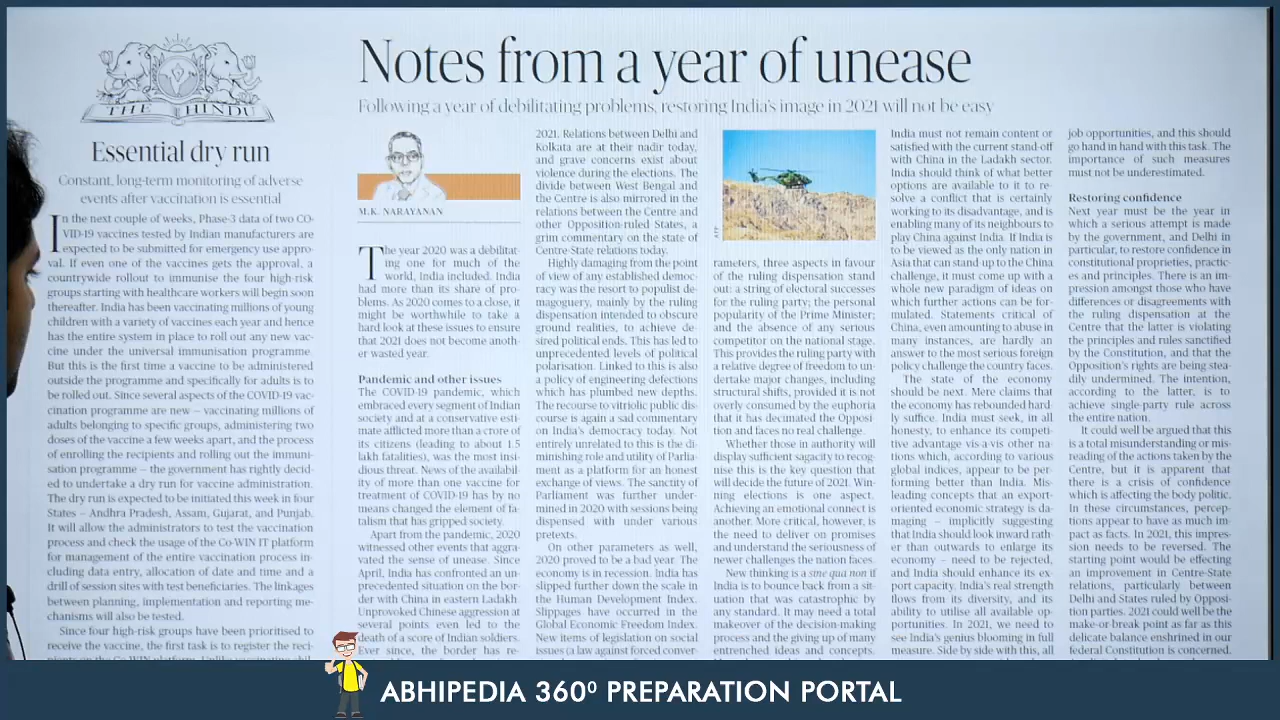 THE HINDU
Essential dry run
Constant, long-term monitoring of adverse
events after vaccination is essential
In the next couple of weeks, Phase-3 data of two CO-
VID-19 vaccines tested by Indian manufacturers are
expected to be submitted for emergency use appro-
val. If even one of the vaccines gets the approval, a
countrywide rollout to immunise the four high-risk
groups starting with healthcare workers will begin soon
thereafter. India has been vaccinating millions of young
children with a variety of vaccines each year and hence
has the entire system in place to roll out any new vac-
cine under the universal immunisation programme.
But this is the first time a vaccine to be administered
outside the programme and specifically for adults is to
be rolled out. Since several aspects of the COVID-19 vac-
cination programme are new – vaccinating millions of
adults belonging to specific groups, administering two
doses of the vaccine a few weeks apart, and the process
of enrolling the recipients and rolling out the immuni-
sation programme – the government has rightly decid-
ed to undertake a dry run for vaccine administration.
The dry run is expected to be initiated this week in four
States – Andhra Pradesh, Assam, Gujarat, and Punjab.
It will allow the administrators to test the vaccination
process and check the usage of the Co-WIN IT platform
for management of the entire vaccination process in-
cluding data entry, allocation of date and time and a
drill of session sites with test beneficiaries. The linkages
between planning, implementation and reporting me-
chanisms will also be tested.
Since four high-risk groups have been prioritised to
receive the vaccine, the first task is to register the reci-
Notes from a year of unease
Following a year of debilitating problems, restoring India's image in 2021 will not be easy
M.K. NARAYANAN
The year 2020 was a debilitat-
ing one for much of the
world, India included. India
had more than its share of pro-
blems. As 2020 comes to a close, it
might be worthwhile to take a
hard look at these issues to ensure
that 2021 does not become anoth-
er wasted year.
Pandemic and other issues
The COVID-19 pandemic, which
embraced every segment of Indian
society and at a conservative esti-
mate afflicted more than a crore of
its citizens (leading to about 1.5
lakh fatalities), was the most insi-
dious threat. News of the availabil-
ity of more than one vaccine for
treatment of COVID-19 has by no
means changed the element of fa-
talism that has gripped society.
Apart from the pandemic, 2020
witnessed other events that aggra-
vated the sense of unease. Since
April, India has confronted an un-
precedented situation on the bor-
der with China in eastern Ladakh.
Unprovoked Chinese aggression at
several points even led to the
death of a score of Indian soldiers.
Ever since, the border has re-
2021. Relations between Delhi and
Kolkata are at their nadir today,
and grave concerns exist about
violence during the elections. The
divide between West Bengal and
the Centre is also mirrored in the
relations between the Centre and
other Opposition-ruled States, a
grim commentary on the state of
Centre-State relations today.
Highly damaging from the point
of view of any established democ-
racy was the resort to populist de-
magoguery, mainly by the ruling
dispensation intended to obscure
ground realities, to achieve de-
sired political ends. This has led to
unprecedented levels of political
polarisation. Linked to this is also
a policy of engineering defections
which has plumbed new depths.
The recourse to vitriolic public dis-
course is again a sad commentary
on India's democracy today. Not
entirely unrelated to this is the di-
minishing role and utility of Parlia-
ment as a platform for an honest
exchange of views. The sanctity of
Parliament was further under-
mined in 2020 with sessions being
dispensed with under various
pretexts.
On other parameters as well,
2020 proved to be a bad year. The
economy is in recession. India has
slipped further down the scale in
the Human Development Index.
Slippages have occurred in the
Global Economic Freedom Index.
New items of legislation on social
issues (a law against forced conver-
rameters, three aspects in favour
of the ruling dispensation stand
out: a string of electoral successes
for the ruling party; the personal
popularity of the Prime Minister;
and the absence of any serious
competitor on the national stage.
This provides the ruling party with
a relative degree of freedom to un-
dertake major changes, including
structural shifts, provided it is not
overly consumed by the euphoria
that it has decimated the Opposi-
tion and faces no real challenge.
Whether those in authority will
display sufficient sagacity to recog-
nise this is the key question that
will decide the future of 2021. Win-
ning elections is one aspect.
Achieving an emotional connect is
another. More critical, however, is
the need to deliver on promises
and understand the seriousness of
newer challenges the nation faces.
New thinking is a sine qua non if
India is to bounce back from a sit-
uation that was catastrophic by
any standard. It may need a total
makeover of the decision-making
process and the giving up of many
entrenched ideas and concepts.
India must not remain content or
satisfied with the current stand-off
with China in the Ladakh sector.
India should think of what better
options are available to it to re-
solve a conflict that is certainly
working to its disadvantage, and is
enabling many of its neighbours to
play China against India. If India is
to be viewed as the only nation in
Asia that can stand up to the China
challenge, it must come up with a
whole new paradigm of ideas on
which further actions can be for-
mulated. Statements critical of
China, even amounting to abuse in
many instances, are hardly an
answer to the most serious foreign
policy challenge the country faces.
The state of the economy
should be next. Mere claims that
the economy has rebounded hard-
ly suffice. India must seek, in all
honesty, to enhance its competi-
tive advantage vis-a-vis other na-
tions which, according to various
global indices, appear to be per-
forming better than India. Mis-
leading concepts that an export-
oriented economic strategy is da-
maging – implicitly suggesting
that India should look inward rath-
er than outwards to enlarge its
economy – need to be rejected,
and India should enhance its ex-
port capacity. India's real strength
flows from its diversity, and its
ability to utilise all available op-
portunities. In 2021, we need to
see India's genius blooming in full
measure. Side by side with this, all
job opportunities, and this should
go hand in hand with this task. The
importance of such measures
must not be underestimated.
Restoring confidence
Next year must be the year in
which a serious attempt is made
by the government, and Delhi in
particular, to restore confidence in
constitutional proprieties, practic-
es and principles. There is an im-
pression amongst those who have
differences or disagreements with
the ruling dispensation at the
Centre that the latter is violating
the principles and rules sanctified
by the Constitution, and that the
Opposition's rights are being stea-
dily undermined. The intention,
according to the latter, is to
achieve single-party rule across
the entire nation.
It could well be argued that this
is a total misunderstanding or mis-
reading of the actions taken by the
Centre, but it is apparent that
there is a crisis of confidence
which is affecting the body politic.
In these circumstances, percep-
tions appear to have as much im-
pact as facts. In 2021, this impres-
sion needs to be reversed. The
starting point would be effecting
an improvement in Centre-State
relations, particularly between
Delhi and States ruled by Opposi-
tion parties. 2021 could well be the
make-or-break point as far as this
delicate balance enshrined in our
federal Constitution is concerned.
ABHIPEDIA 360⁰ PREPARATION PORTAL